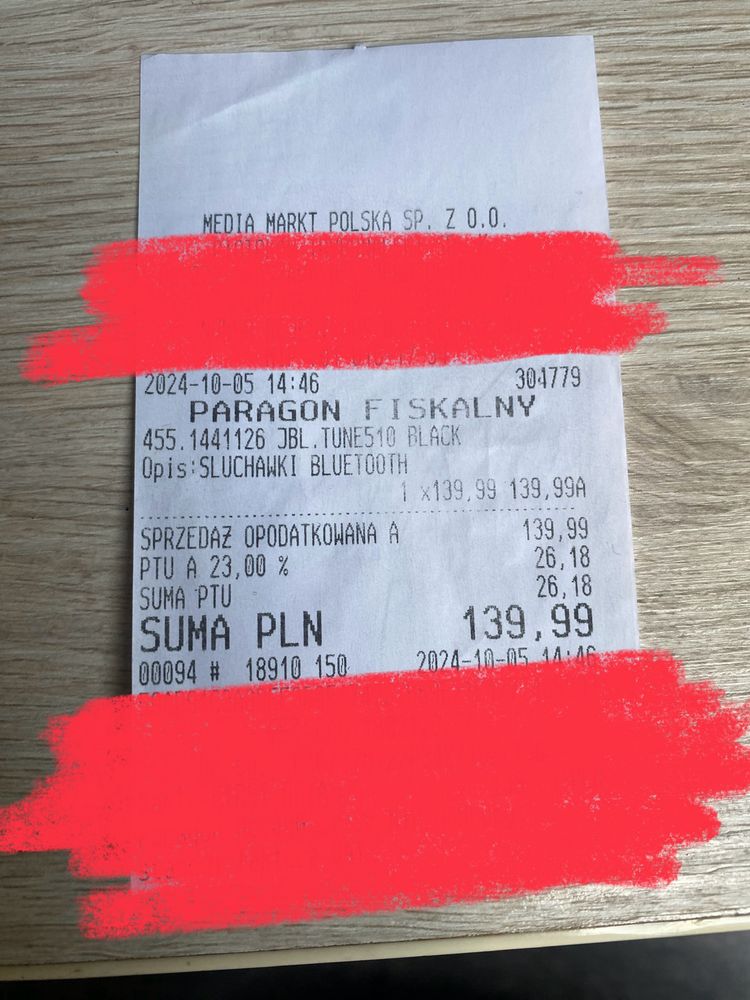 MEDIA MARKT POLSKA SP. Z O.O.
2024-10-05 14:46 304779
PARAGON FISKALNY
455.1441126 JBL.TUNE510 BLACK
Opis:SLUCHAWKI BLUETOOTH
1 x139,99 139,99A
SPRZEDAŻ OPODATKOWANA A 139,99
PTU A 23,00 % 26,18
SUMA PTU 26,18
SUMA PLN 139,99
00094 # 18910 150 2024-10-05 14:46